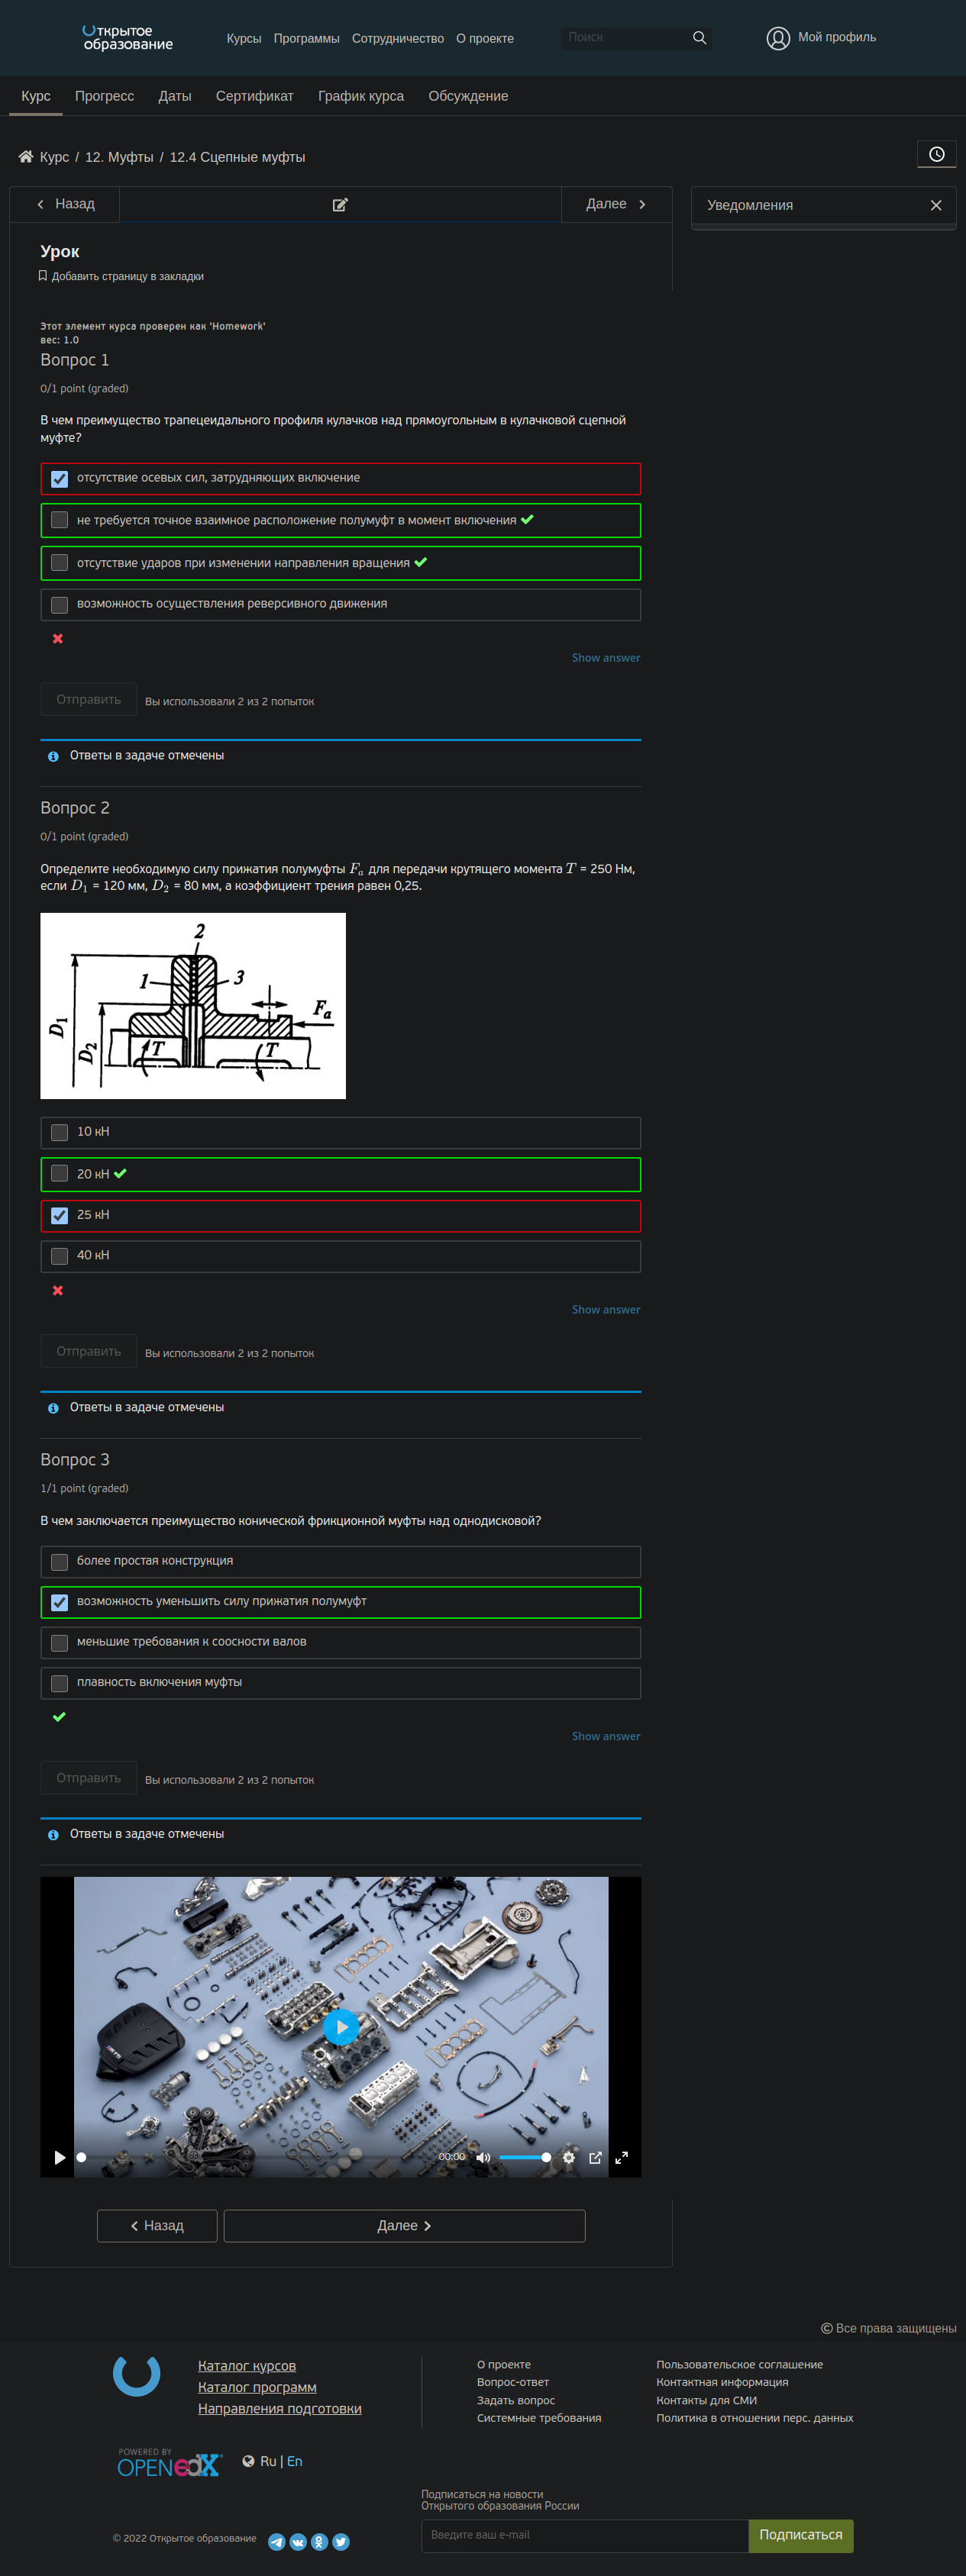 Открытое
образование
Курсы Программы Сотрудничество О проекте
Поиск
Мой профиль
Курс Прогресс Даты Сертификат График курса Обсуждение
Курс / 12. Муфты / 12.4 Сцепные муфты
Назад
Далее
Уведомления
Урок
Добавить страницу в закладки
Этот элемент курса проверен как 'Homework'
вес: 1.0
Вопрос 1
0/1 point (graded)
В чем преимущество трапецеидального профиля кулачков над прямоугольным в кулачковой сцепной
муфте?
отсутствие осевых сил, затрудняющих включение
не требуется точное взаимное расположение полумуфт в момент включения
отсутствие ударов при изменении направления вращения
возможность осуществления реверсивного движения
Show answer
Отправить
Вы использовали 2 из 2 попыток
Ответы в задаче отмечены
Вопрос 2
0/1 point (graded)
Определите необходимую силу прижатия полумуфты Fa для передачи крутящего момента T = 250 Нм,
если D1 = 120 мм, D2 = 80 мм, а коэффициент трения равен 0,25.
2
1 3
Fa
D1
D2
T T
10 кН
20 кН
25 кН
40 кН
Show answer
Отправить
Вы использовали 2 из 2 попыток
Ответы в задаче отмечены
Вопрос 3
1/1 point (graded)
В чем заключается преимущество конической фрикционной муфты над однодисковой?
более простая конструкция
возможность уменьшить силу прижатия полумуфт
меньшие требования к соосности валов
плавность включения муфты
Show answer
Отправить
Вы использовали 2 из 2 попыток
Ответы в задаче отмечены
00:00
Назад
Далее
© Все права защищены
Каталог курсов
Каталог программ
Направления подготовки
О проекте
Вопрос-ответ
Задать вопрос
Системные требования
Пользовательское соглашение
Контактная информация
Контакты для СМИ
Политика в отношении перс. данных
POWERED BY
OPEN edX
Ru | En
Подписаться на новости
Открытого образования России
Введите ваш e-mail
Подписаться
© 2022 Открытое образование